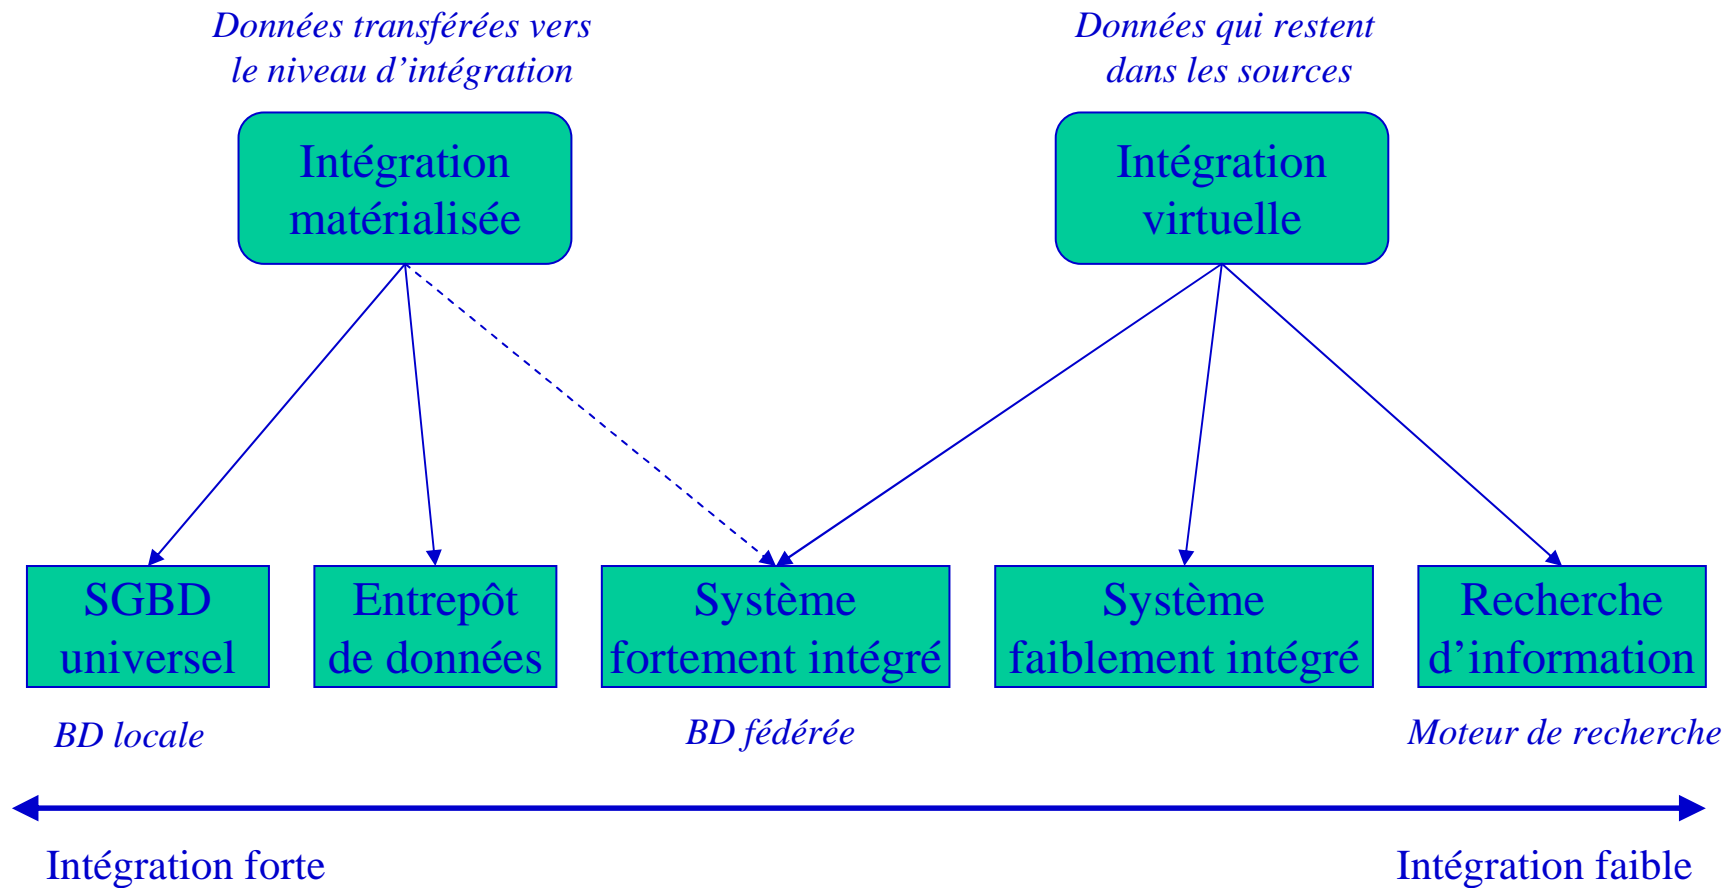 Données transférées vers
le niveau d’intégration
Données qui restent
dans les sources
Intégration
matérialisée
Intégration
virtuelle
SGBD
universel
Entrepôt
de données
Système
fortement intégré
Système
faiblement intégré
Recherche
d’information
BD locale
BD fédérée
Moteur de recherche
Intégration forte
Intégration faible